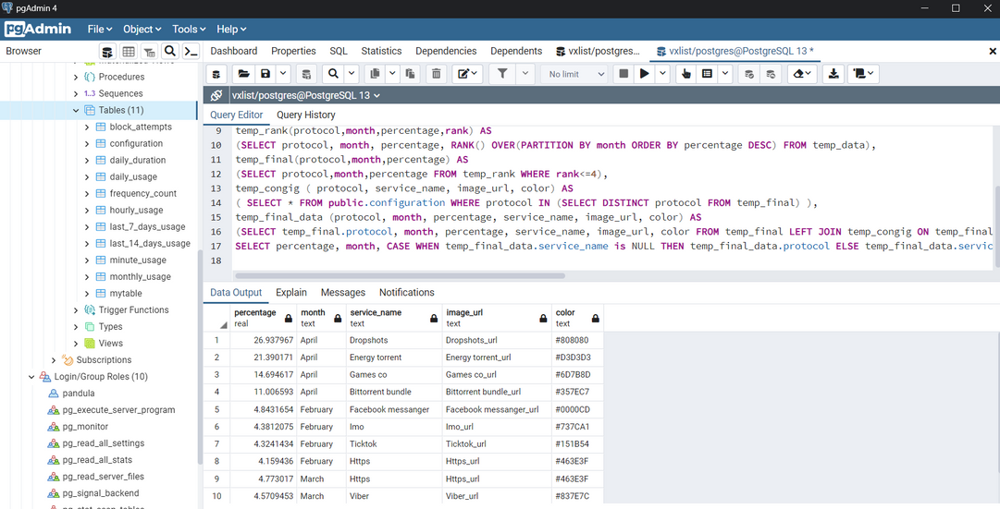 pgAdmin 4
pgAdmin File Object Tools Help
Browser
Dashboard Properties SQL Statistics Dependencies Dependents vxlist/postgres... vxlist/postgres@PostgreSQL 13 *
No limit
vxlist/postgres@PostgreSQL 13
Query Editor Query History
Procedures
1..3 Sequences
Tables (11)
block_attempts
configuration
daily_duration
daily_usage
frequency_count
hourly_usage
last_7_days_usage
last_14_days_usage
minute_usage
monthly_usage
mytable
Trigger Functions
Types
Views
Subscriptions
Login/Group Roles (10)
pandula
pg_execute_server_program
pg_monitor
pg_read_all_settings
pg_read_all_stats
pg_read_server_files
pg_signal_backend
9 temp_rank(protocol,month,percentage,rank) AS
10 (SELECT protocol, month, percentage, RANK() OVER(PARTITION BY month ORDER BY percentage DESC) FROM temp_data),
11 temp_final(protocol,month,percentage) AS
12 (SELECT protocol,month,percentage FROM temp_rank WHERE rank<=4),
13 temp_congig ( protocol, service_name, image_url, color) AS
14 ( SELECT * FROM public.configuration WHERE protocol IN (SELECT DISTINCT protocol FROM temp_final) ),
15 temp_final_data (protocol, month, percentage, service_name, image_url, color) AS
16 (SELECT temp_final.protocol, month, percentage, service_name, image_url, color FROM temp_final LEFT JOIN temp_congig ON temp_final
17 SELECT percentage, month, CASE WHEN temp_final_data.service_name is NULL THEN temp_final_data.protocol ELSE temp_final_data.servic
18
Data Output Explain Messages Notifications
percentage month service_name image_url color
real text text text text
1 26.937967 April Dropshots Dropshots_url #808080
2 21.390171 April Energy torrent Energy torrent_url #D3D3D3
3 14.694617 April Games co Games co_url #6D7B8D
4 11.006593 April Bittorrent bundle Bittorrent bundle_url #357EC7
5 4.8431654 February Facebook messanger Facebook messanger_url #0000CD
6 4.3812075 February Imo Imo_url #737CA1
7 4.3241434 February Ticktok Ticktok_url #151B54
8 4.159436 February Https Https_url #463E3F
9 4.773017 March Https Https_url #463E3F
10 4.5709453 March Viber Viber_url #837E7C